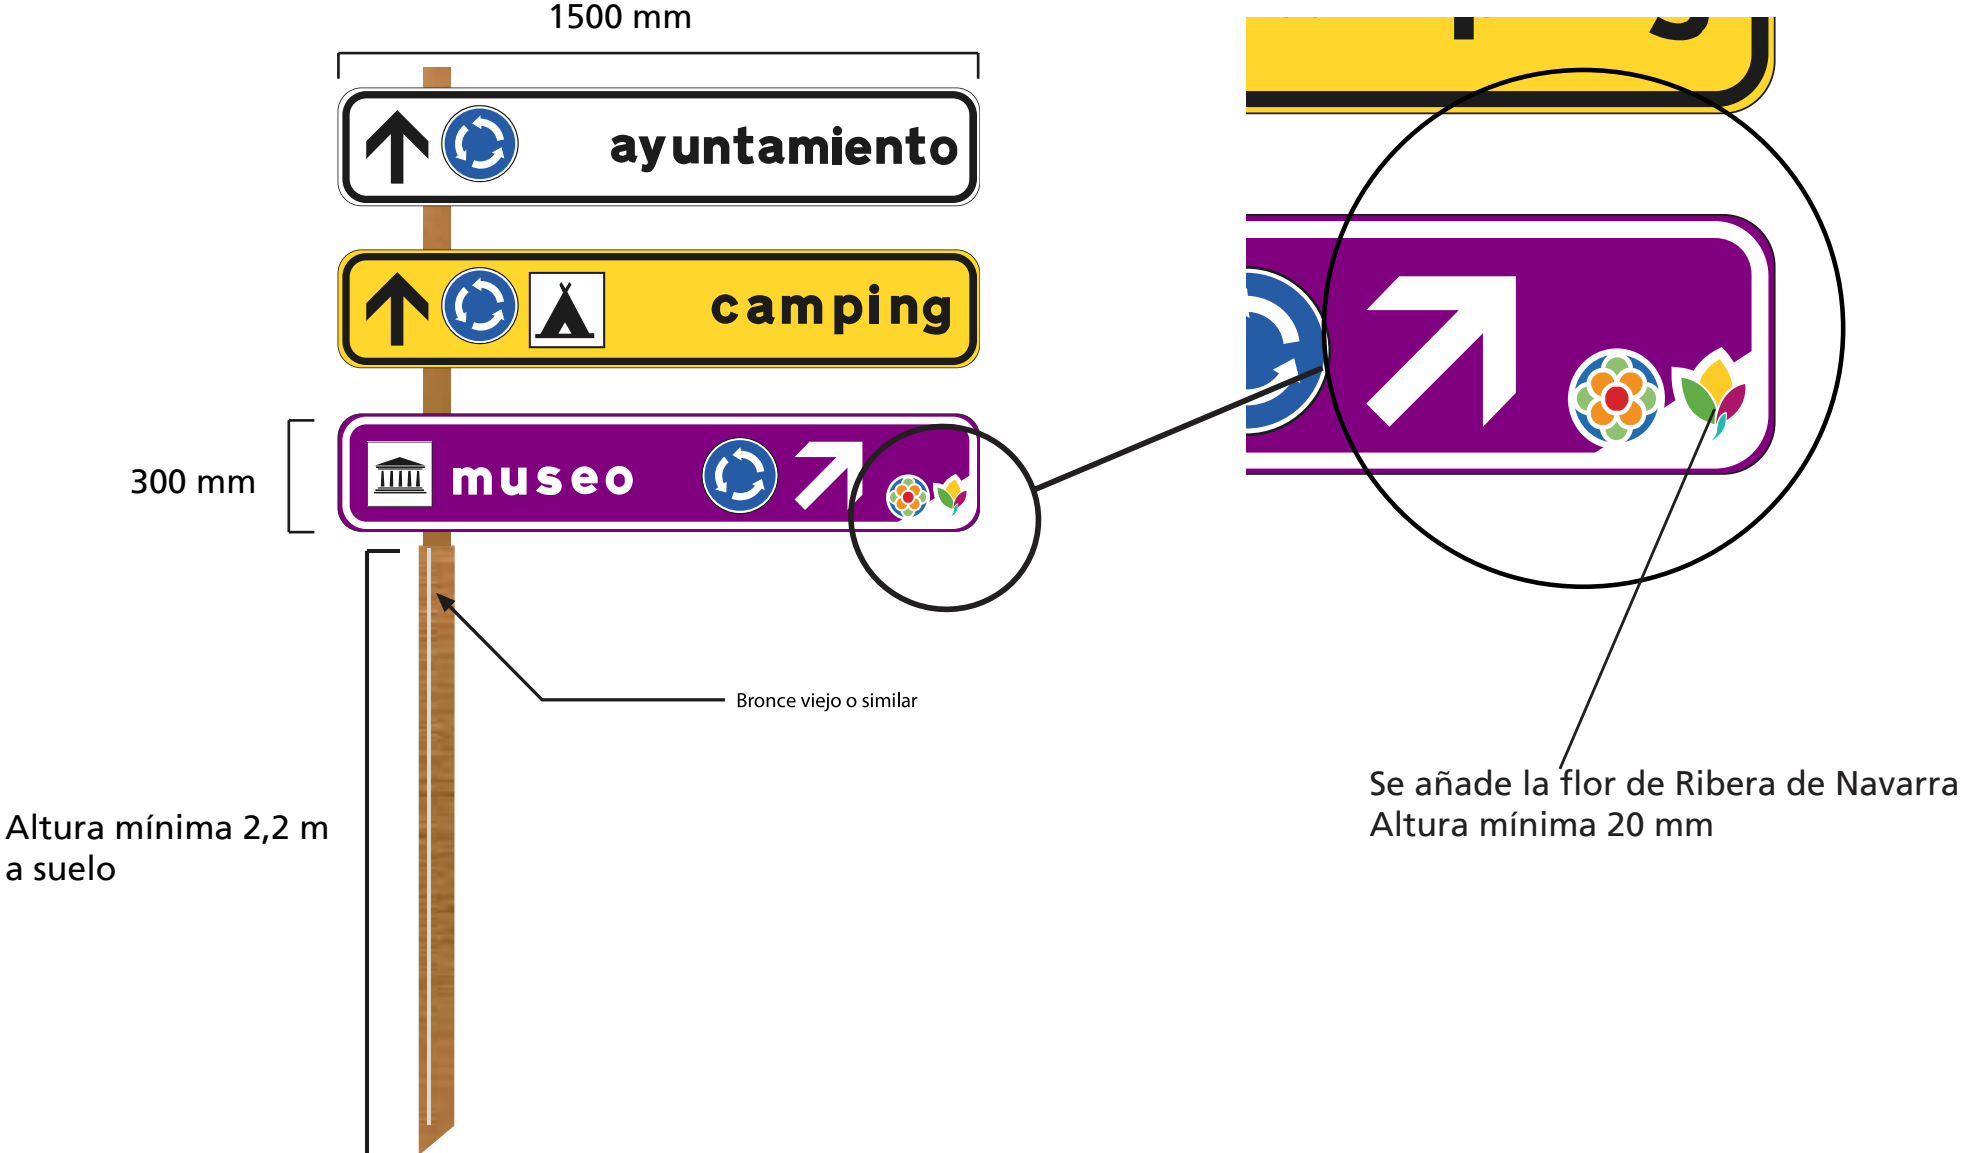 1500 mm
ayuntamiento
camping
museo
300 mm
Bronce viejo o similar
Altura mínima 2,2 m
a suelo
Se añade la flor de Ribera de Navarra
Altura mínima 20 mm